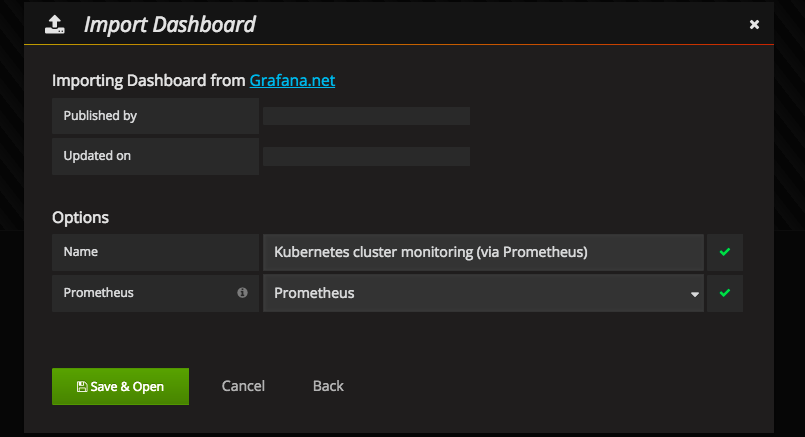 Import Dashboard
Importing Dashboard from Grafana.net
Published by
Updated on
Options
Name Kubernetes cluster monitoring (via Prometheus)
Prometheus Prometheus
Save & Open Cancel Back